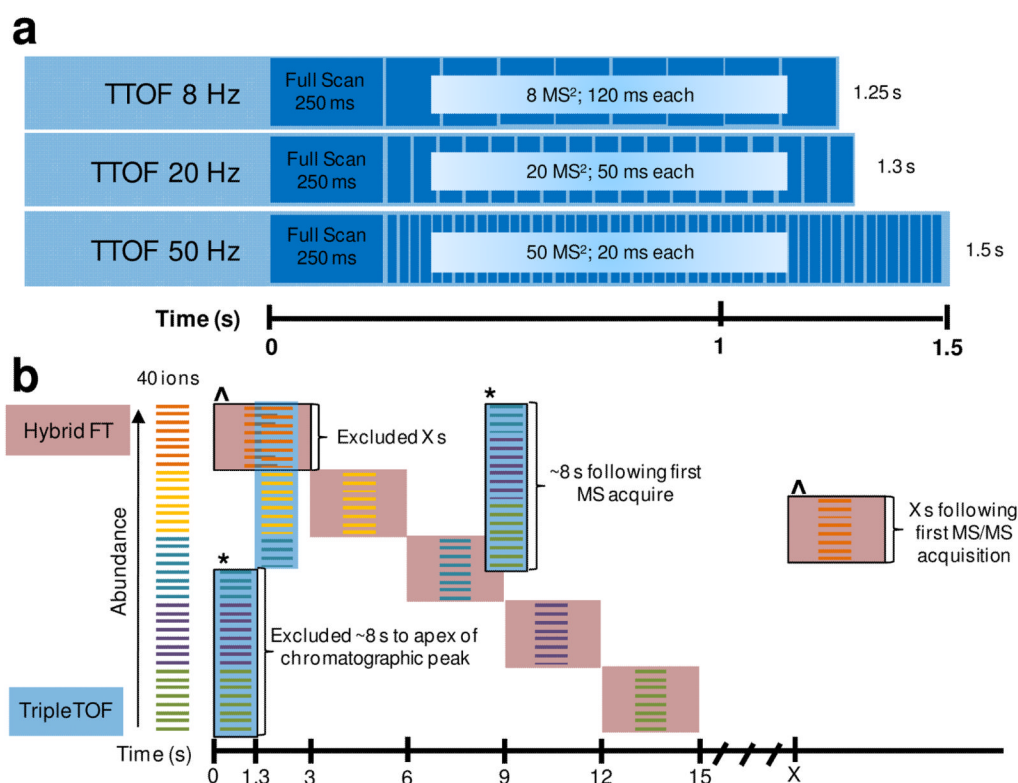 a
TTOF 8 Hz
Full Scan
250 ms
8 MS²; 120 ms each
1.25 s
TTOF 20 Hz
Full Scan
250 ms
20 MS²; 50 ms each
1.3 s
TTOF 50 Hz
Full Scan
250 ms
50 MS²; 20 ms each
1.5 s
Time (s)
0
1
1.5
b
40 ions
Hybrid FT
^
Excluded X s
*
~8 s following first
MS acquire
^
X s following
first MS/MS
acquisition
Abundance
*
Excluded ~8 s to apex of
chromatographic peak
TripleTOF
Time (s)
0
1.3
3
6
9
12
15
X